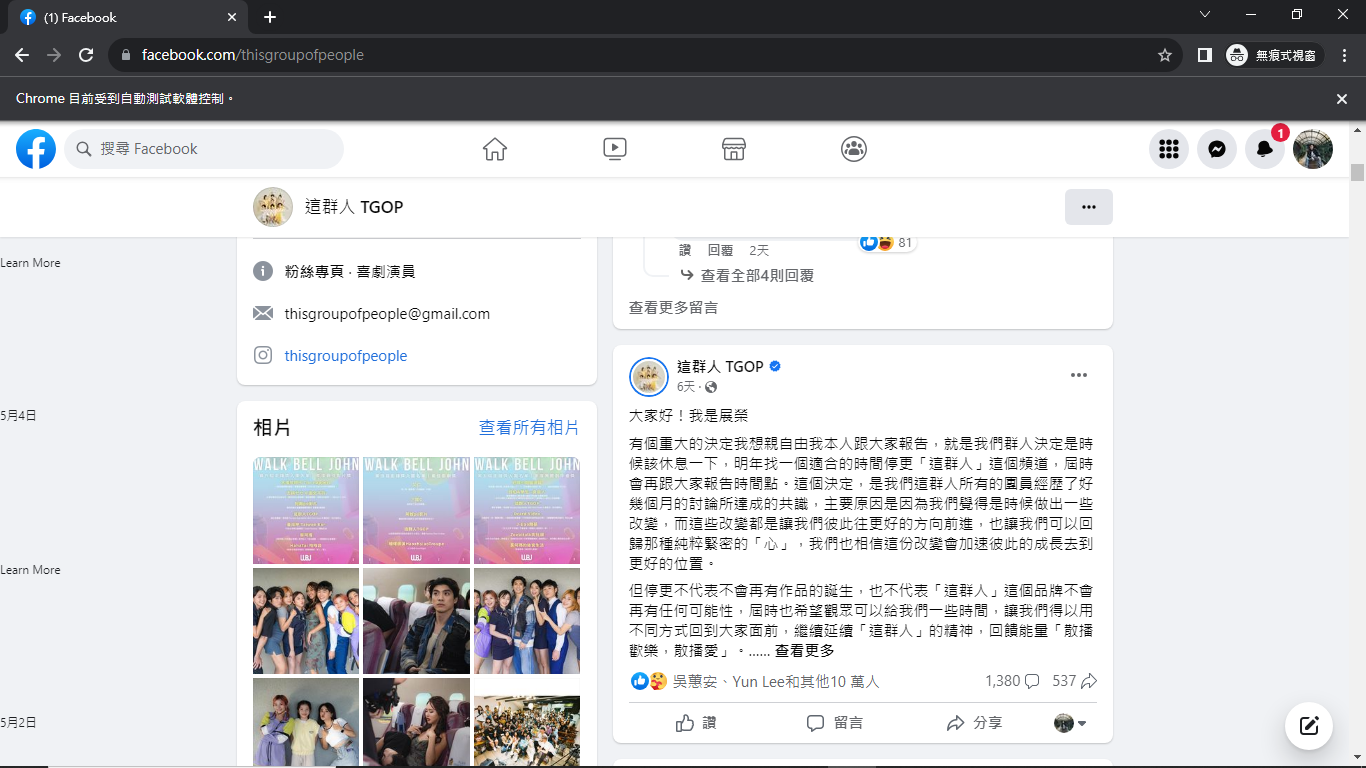 (1) Facebook
facebook.com/thisgroupofpeople
無痕式視窗
Chrome 目前受到自動測試軟體控制。
搜尋 Facebook
1
這群人 TGOP
Learn More
5月4日
Learn More
5月2日
粉絲專頁 · 喜劇演員
thisgroupofpeople@gmail.com
thisgroupofpeople
相片
查看所有相片
WALK BELL JOHN
WALK BELL JOHN
WALK BELL JOHN
讚 回覆 2天
81
查看全部4則回覆
查看更多留言
這群人 TGOP
6天 ·
大家好！我是展榮
有個重大的決定我想親自由我本人跟大家報告，就是我們群人決定是時
候該休息一下，明年找一個適合的時間停更「這群人」這個頻道，屆時
會再跟大家報告時間點。這個決定，是我們這群人所有的團員經歷了好
幾個月的討論所達成的共識，主要原因是因為我們覺得是時候做出一些
改變，而這些改變都是讓我們彼此往更好的方向前進，也讓我們可以回
歸那種純粹緊密的「心」，我們也相信這份改變會加速彼此的成長去到
更好的位置。
但停更不代表不會再有作品的誕生，也不代表「這群人」這個品牌不會
再有任何可能性，屆時也希望觀眾可以給我們一些時間，讓我們得以用
不同方式回到大家面前，繼續延續「這群人」的精神，回饋能量「散播
歡樂，散播愛」。...... 查看更多
吳蕙安、Yun Lee和其他10 萬人
1,380
537
讚
留言
分享